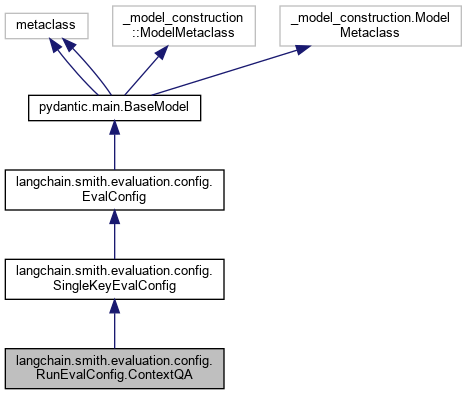 metaclass
_model_construction
::ModelMetaclass
_model_construction.Model
Metaclass
pydantic.main.BaseModel
langchain.smith.evaluation.config.
EvalConfig
langchain.smith.evaluation.config.
SingleKeyEvalConfig
langchain.smith.evaluation.config.
RunEvalConfig.ContextQA